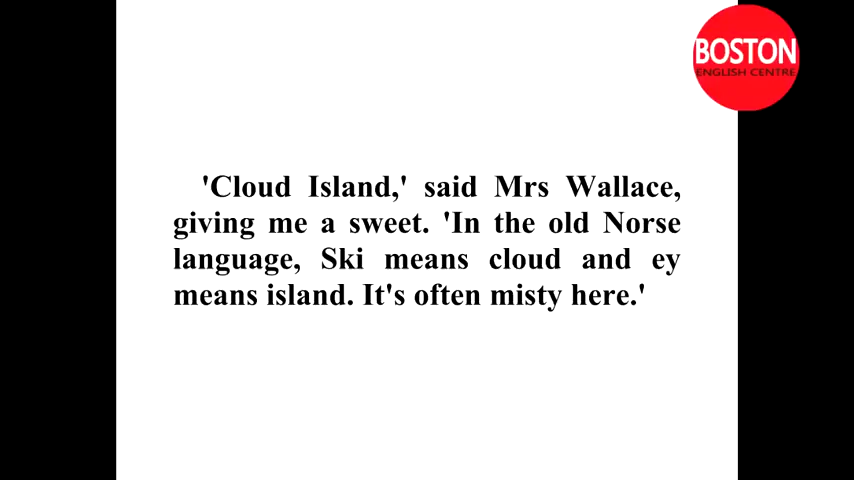 BOSTON
ENGLISH CENTRE
'Cloud Island,' said Mrs Wallace,
giving me a sweet. 'In the old Norse
language, Ski means cloud and ey
means island. It's often misty here.'